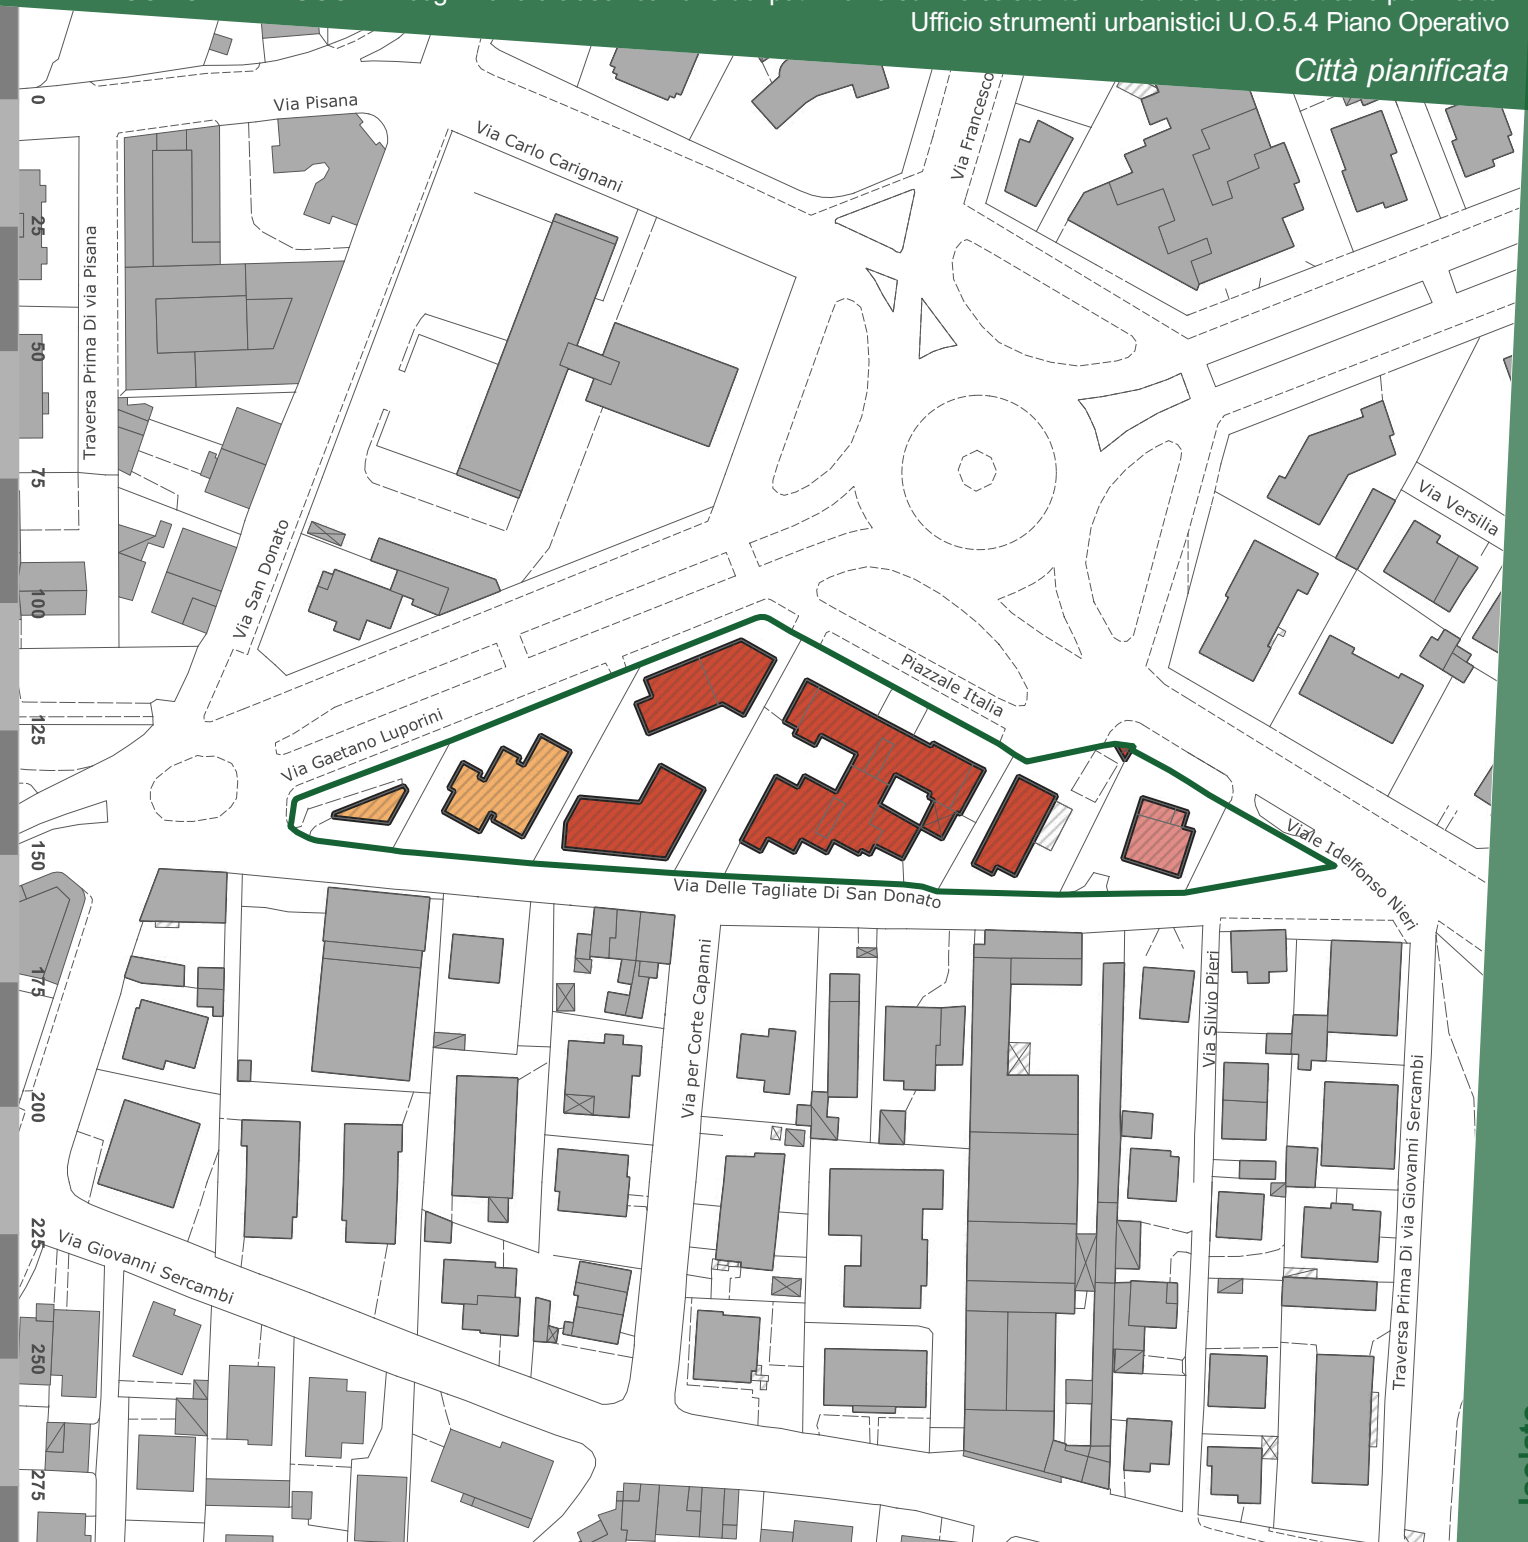 Ufficio strumenti urbanistici U.O.5.4 Piano Operativo
Città pianificata
Via Pisana
Via Carlo Carignani
Via Francesco
Traversa Prima Di via Pisana
Via San Donato
Via Versilia
Piazzale Italia
Via Gaetano Luporini
Viale Idelfonso Nieri
Via Delle Tagliate Di San Donato
Via per Corte Capanni
Via Silvio Pieri
Traversa Prima Di via Giovanni Sercambi
Via Giovanni Sercambi
0
25
50
75
100
125
150
175
200
225
250
275